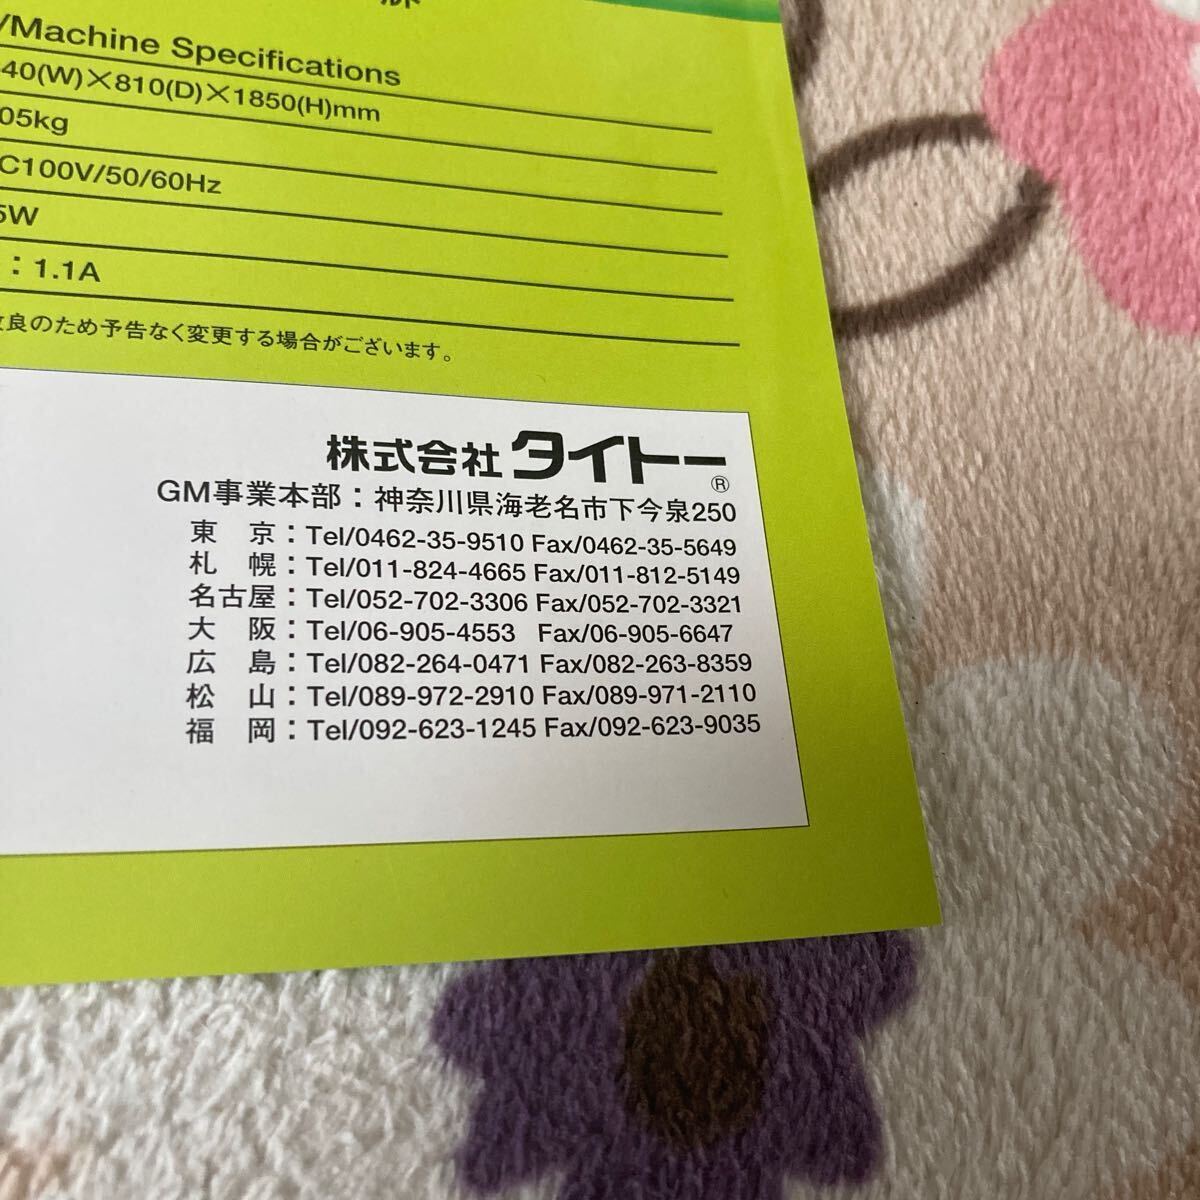 /Machine Specifications
40(W)×810(D)×1850(H)mm
05kg
C100V/50/60Hz
5W
：1.1A
改良のため予告なく変更する場合がございます。
株式会社 タイトー®
GM事業本部：神奈川県海老名市下今泉250
東　京：Tel/0462-35-9510 Fax/0462-35-5649
札　幌：Tel/011-824-4665 Fax/011-812-5149
名古屋：Tel/052-702-3306 Fax/052-702-3321
大　阪：Tel/06-905-4553 Fax/06-905-6647
広　島：Tel/082-264-0471 Fax/082-263-8359
松　山：Tel/089-972-2910 Fax/089-971-2110
福　岡：Tel/092-623-1245 Fax/092-623-9035